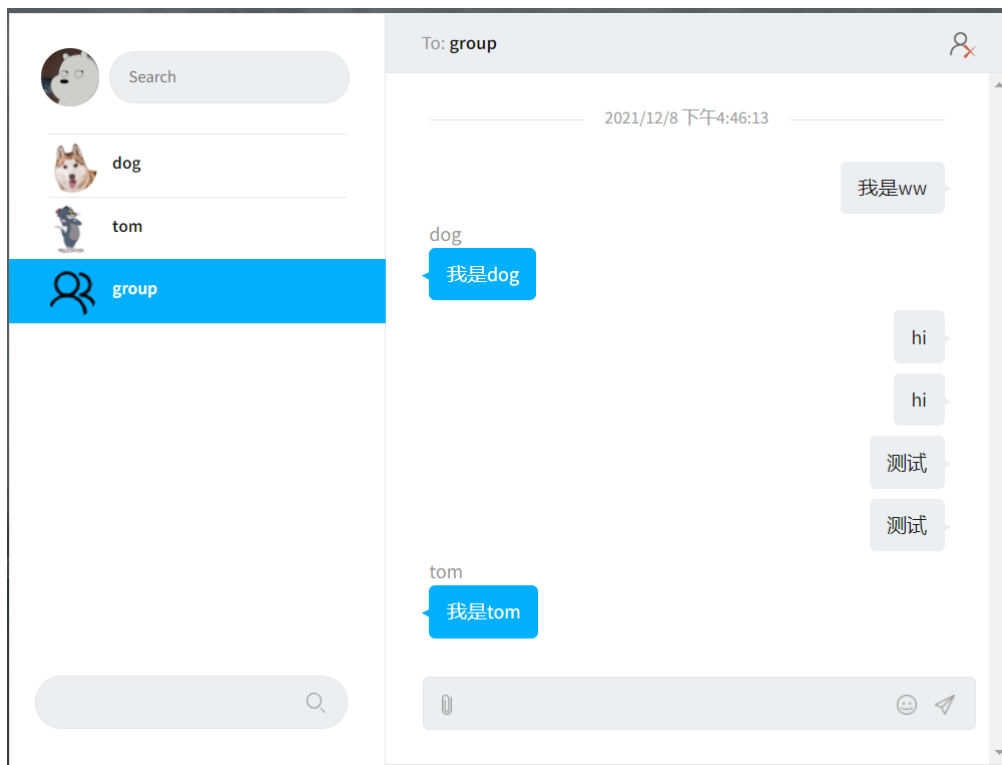 Search
dog
tom
group
To: group
2021/12/8 下午4:46:13
我是ww
dog
我是dog
hi
hi
测试
测试
tom
我是tom